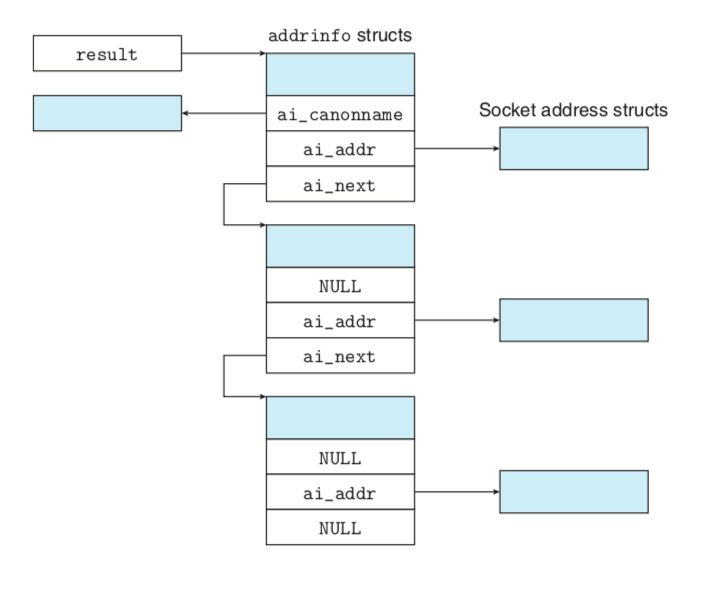 addrinfo structs
result
ai_canonname
Socket address structs
ai_addr
ai_next
NULL
ai_addr
ai_next
NULL
ai_addr
NULL